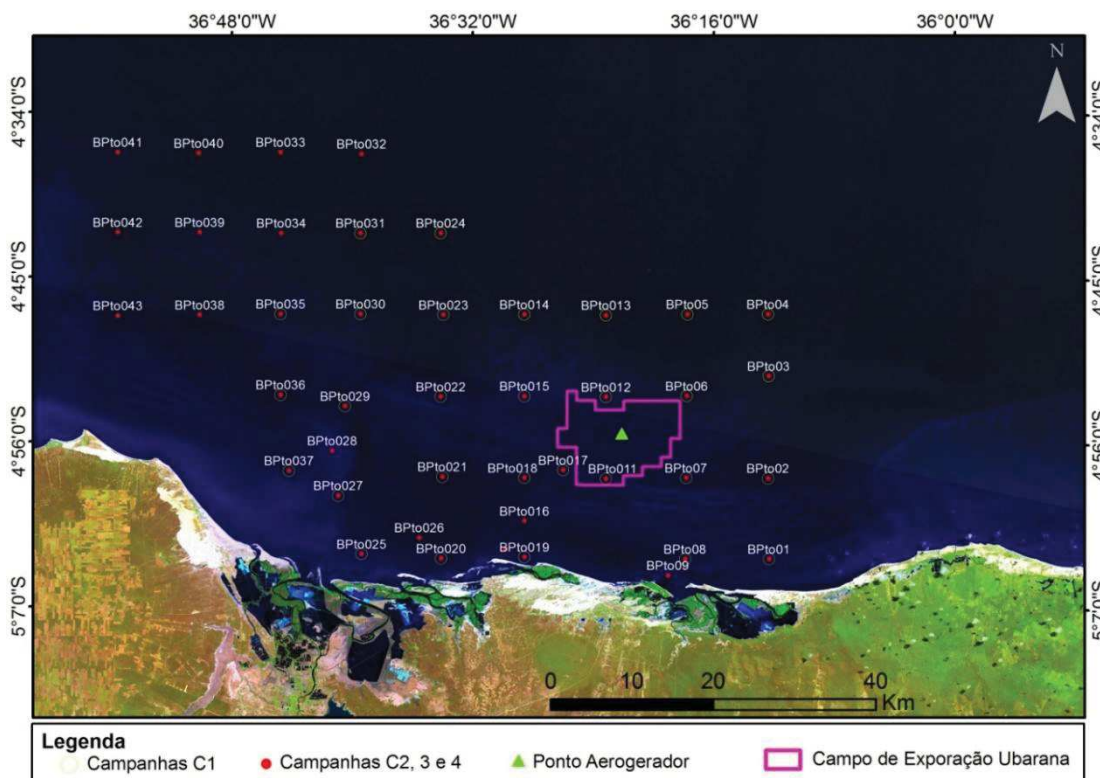 36°48'0"W 36°32'0"W 36°16'0"W 36°0'0"W
N
4°34'0"S 4°34'0"S
BPto041 BPto040 BPto033 BPto032
BPto042 BPto039 BPto034 BPto031 BPto024
4°45'0"S 4°45'0"S
BPto043 BPto038 BPto035 BPto030 BPto023 BPto014 BPto013 BPto05 BPto04
BPto03
BPto036 BPto029 BPto022 BPto015 BPto012 BPto06
4°56'0"S 4°56'0"S
BPto028
BPto037 BPto021 BPto018 BPto017 BPto011 BPto07 BPto02
BPto027
BPto016
BPto026
BPto025 BPto020 BPto019 BPto08 BPto01
BPto09
5°7'0"S 5°7'0"S
0 10 20 40
Km
Legenda
Campanhas C1 Campanhas C2, 3 e 4 Ponto Aerogerador Campo de Exporação Ubarana